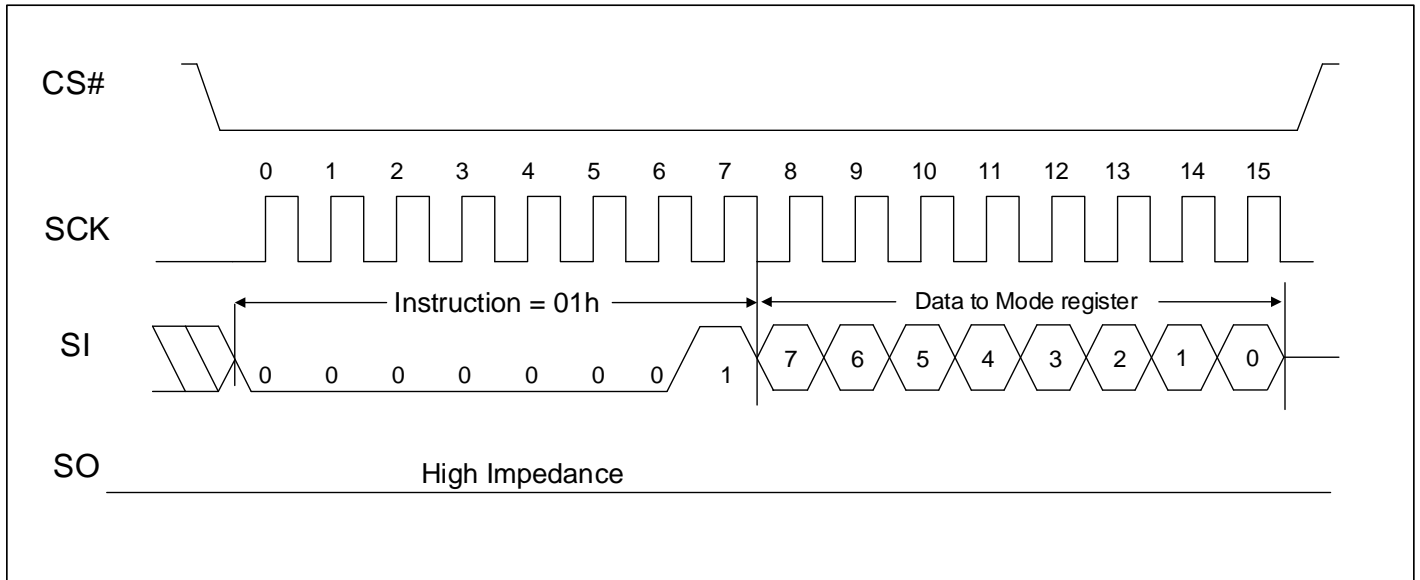 CS#
0 1 2 3 4 5 6 7 8 9 10 11 12 13 14 15
SCK
Instruction = 01h
Data to Mode register
SI
0 0 0 0 0 0 0 1 7 6 5 4 3 2 1 0
SO
High Impedance